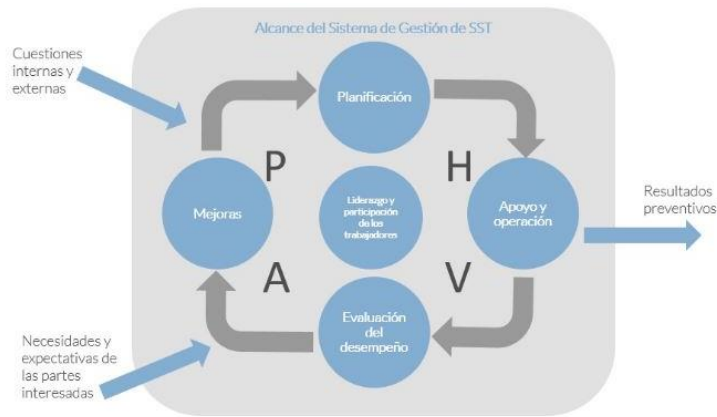 Alcance del Sistema de Gestión de SST
Cuestiones
internas y
externas
Planificación
P
H
Mejoras
Liderazgo y
participación
de los
trabajadores
Apoyo y
operación
Resultados
preventivos
A
V
Evaluación
del
desempeño
Necesidades y
expectativas de
las partes
interesadas